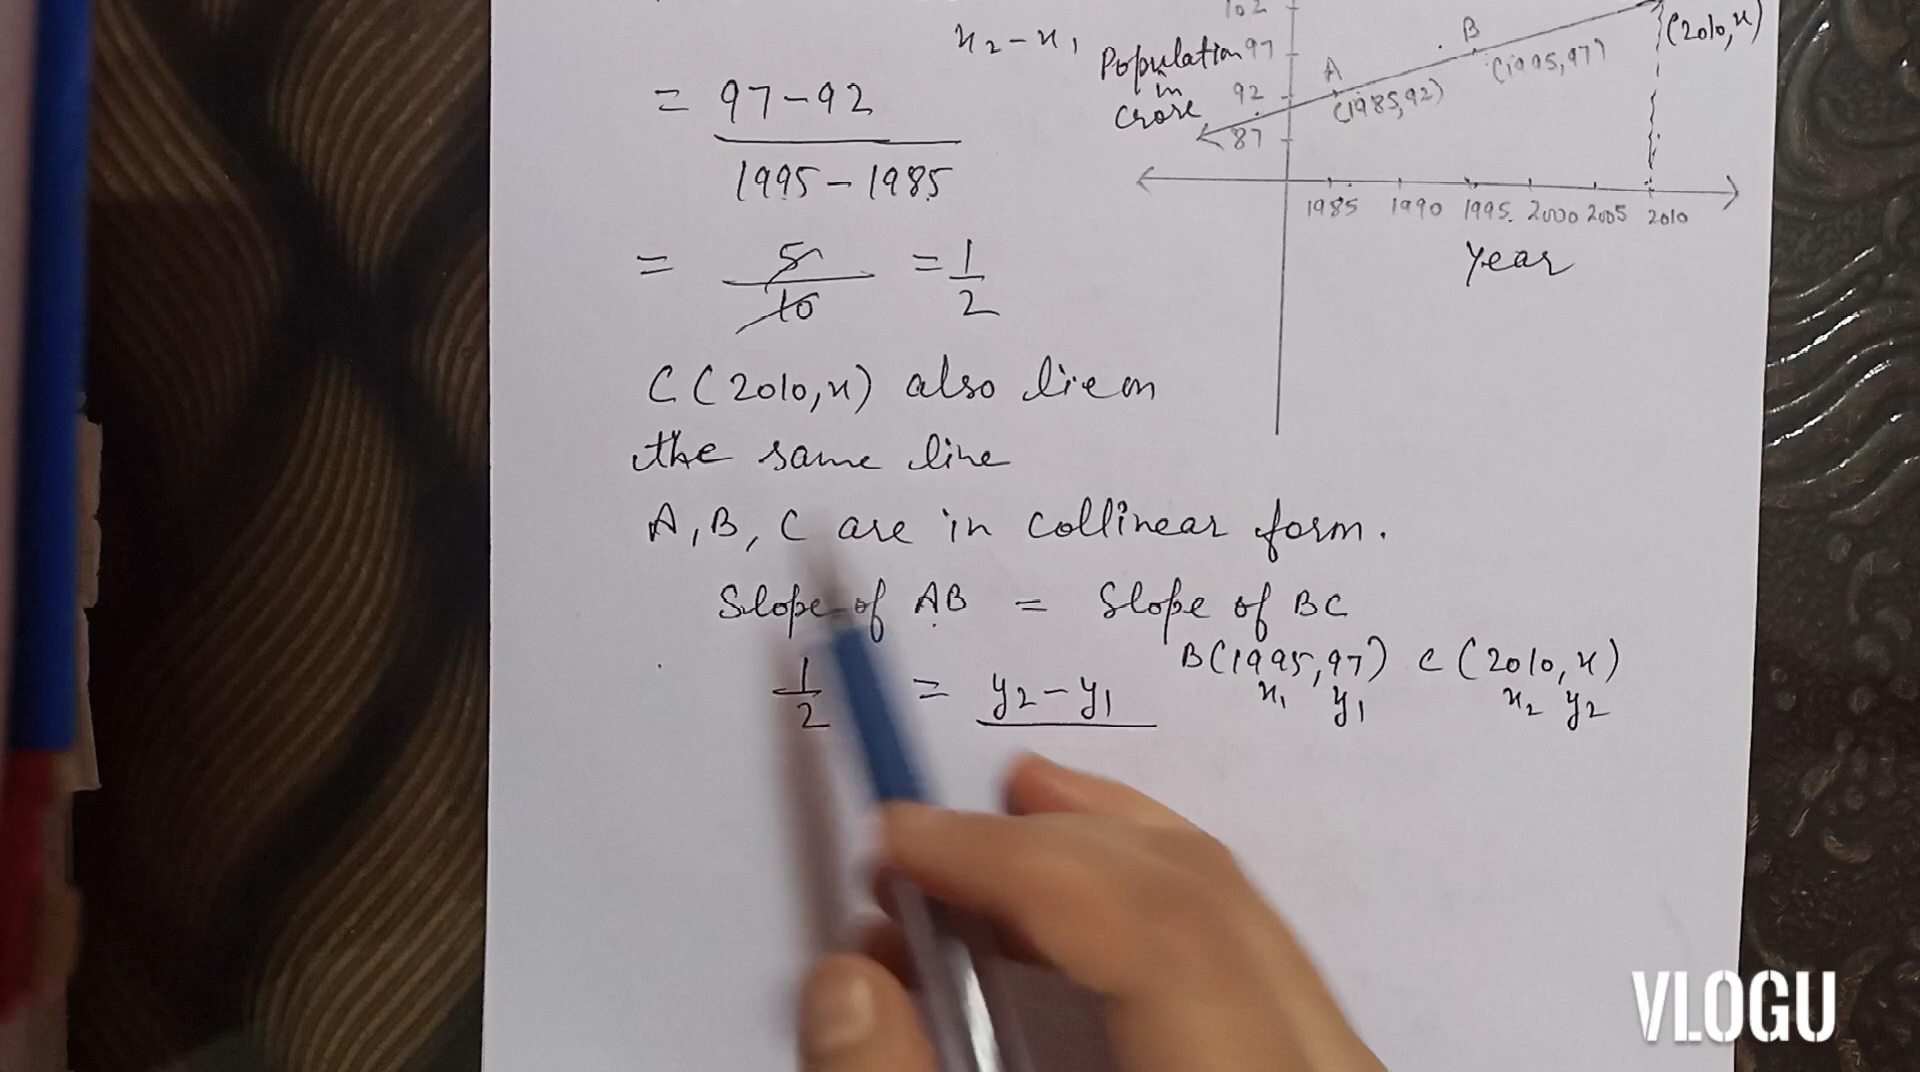 x₂-x₁
= 97-92
1995-1985
= 5 = 1
10 2
C(2010,x) also lie on
the same line
A, B, C are in collinear form.
Slope of AB = Slope of BC
B(1995,97) C(2010,x)
1/2 = y₂-y₁
x₁ y₁ x₂ y₂
102
Population 97
in 92
Crore 87
A
(1985,92)
B
(1995,97)
(2010,x)
1985 1990 1995 2000 2005 2010
Year
VLOGU